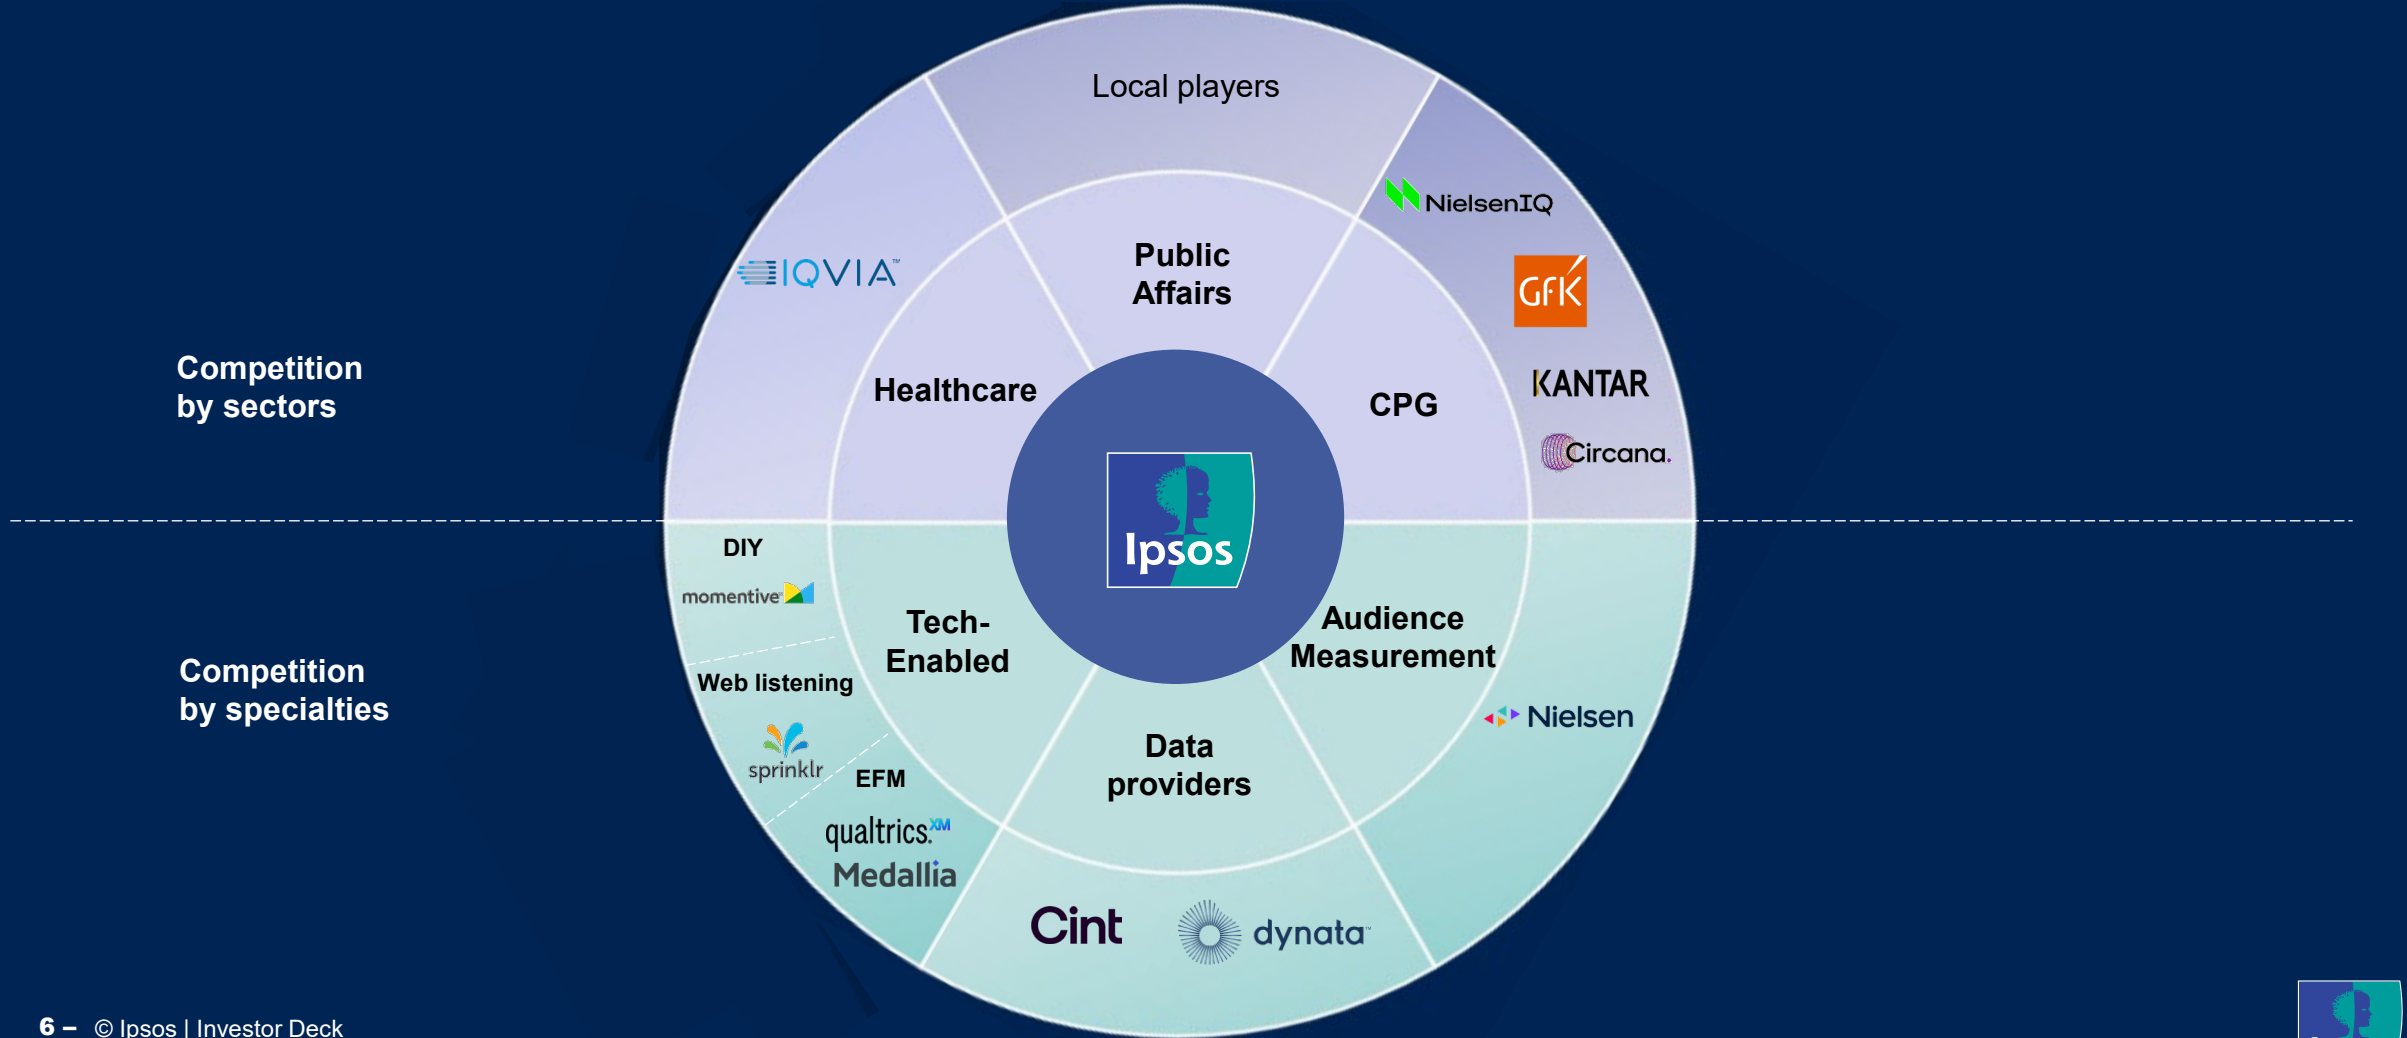 Local players
NielsenIQ
Public
Affairs
IQVIA™
GfK
Competition
by sectors
Healthcare
CPG
KANTAR
Circana.
Ipsos
DIY
momentive
Competition
by specialties
Tech-
Enabled
Audience
Measurement
Web listening
sprinklr
Nielsen
Data
providers
EFM
qualtrics.XM
Medallia
Cint
dynata™
6 – © Ipsos | Investor Deck